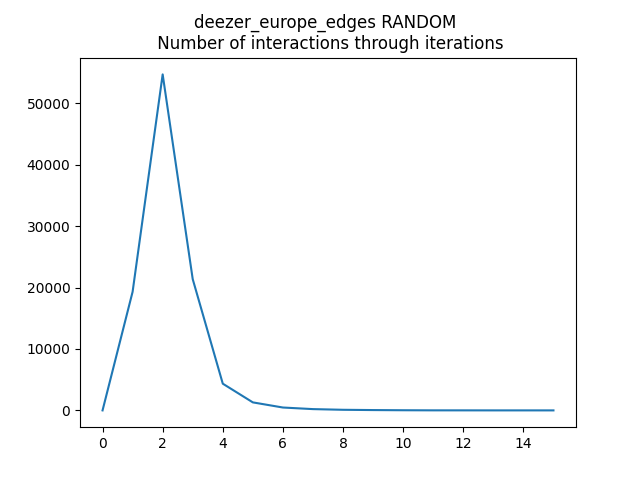 deezer_europe_edges RANDOM
Number of interactions through iterations
50000
40000
30000
20000
10000
0
0 2 4 6 8 10 12 14